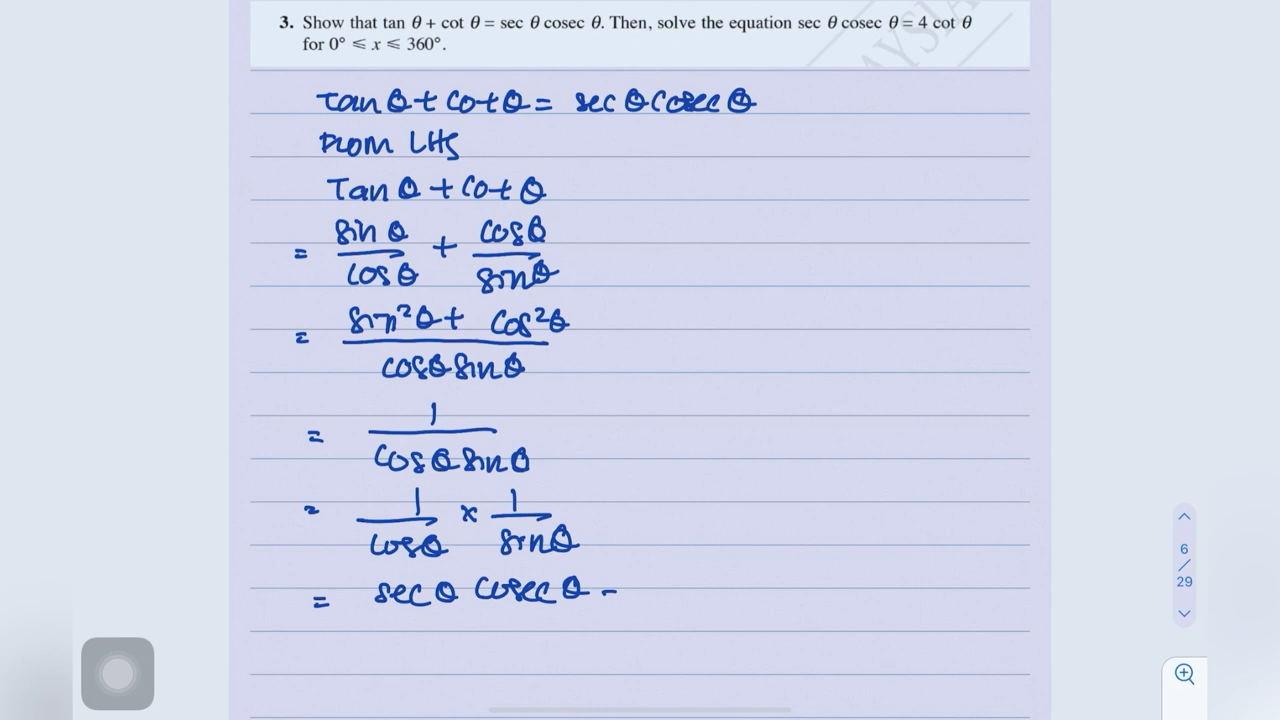 3. Show that tan θ + cot θ = sec θ cosec θ. Then, solve the equation sec θ cosec θ = 4 cot θ
for 0° ⩽ x ⩽ 360°.
Tan θ + cot θ = sec θ cosec θ
From LHS
Tan θ + cot θ
= sin θ / cos θ + cos θ / sin θ
= sin²θ + cos²θ / cos θ sin θ
= 1 / cos θ sin θ
= 1 / cos θ × 1 / sin θ
= sec θ cosec θ -
6
/
29